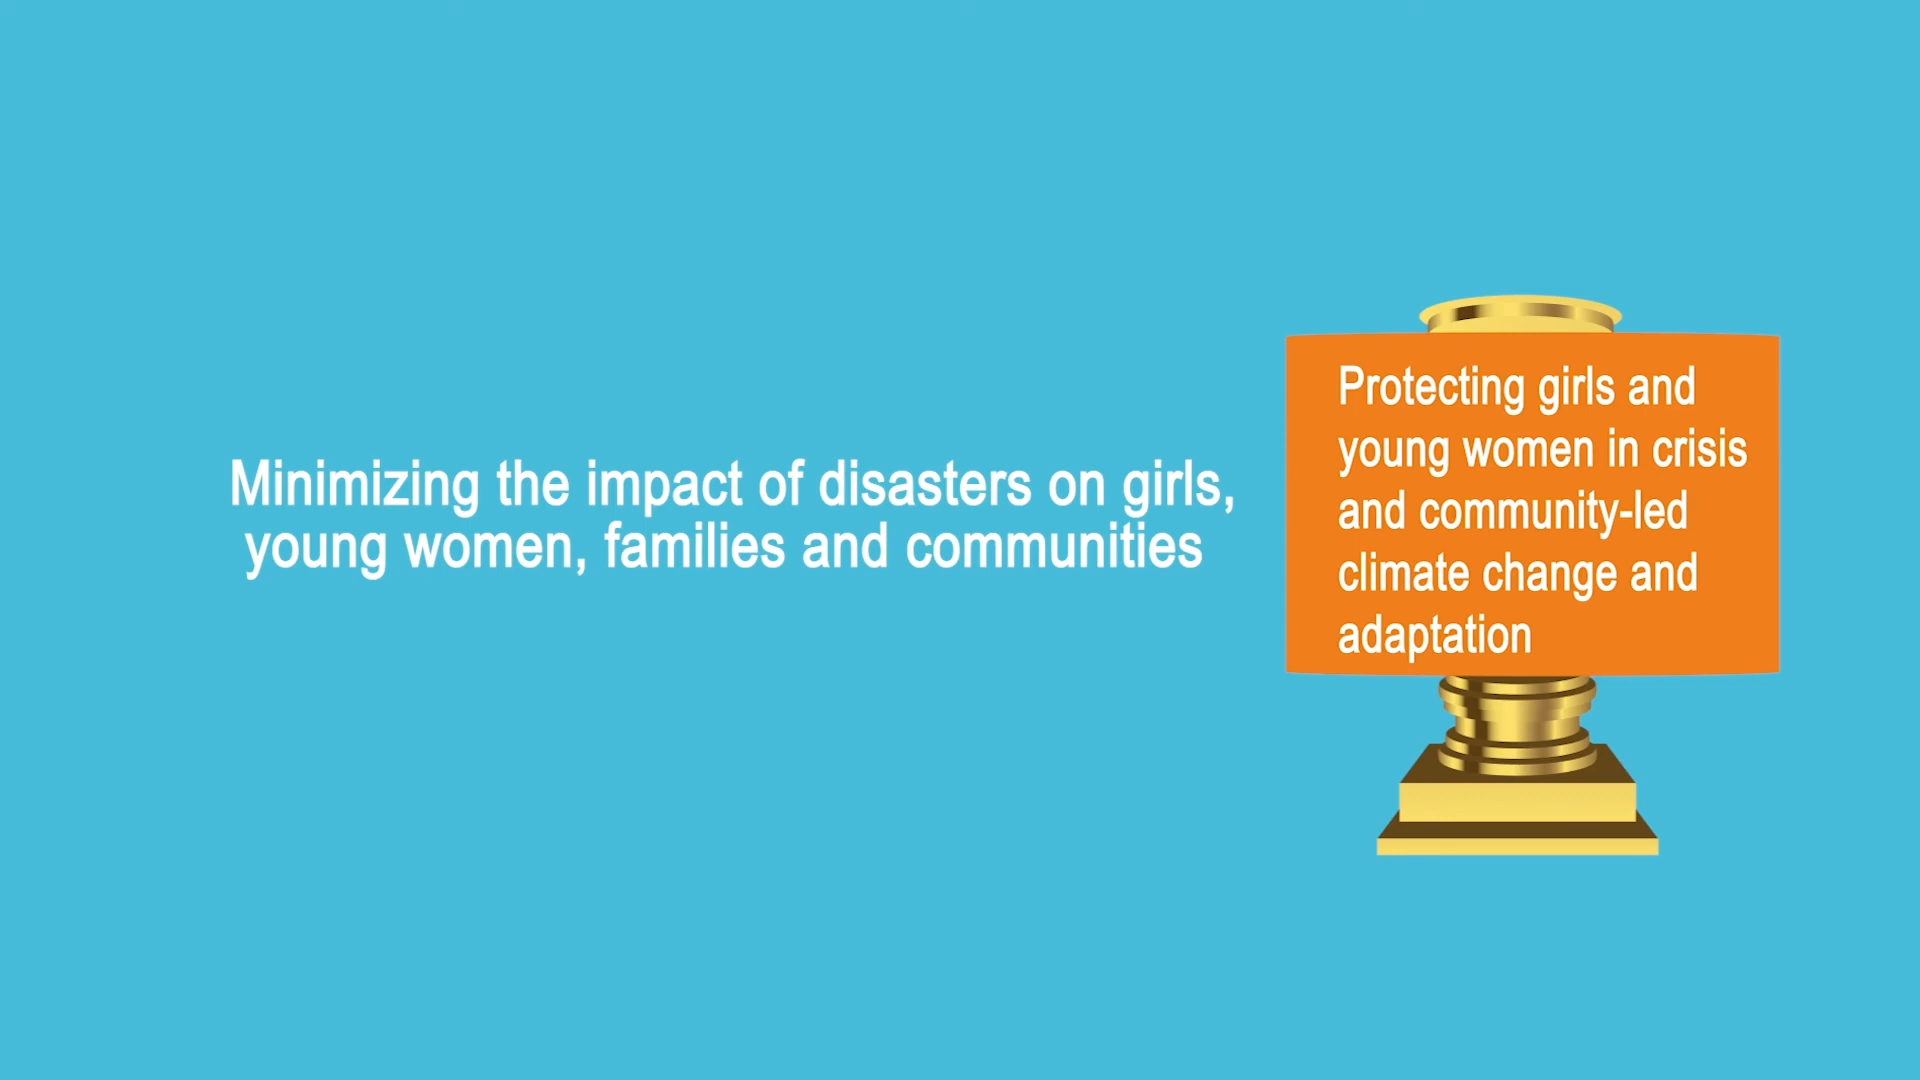 Minimizing the impact of disasters on girls,
young women, families and communities
Protecting girls and
young women in crisis
and community-led
climate change and
adaptation